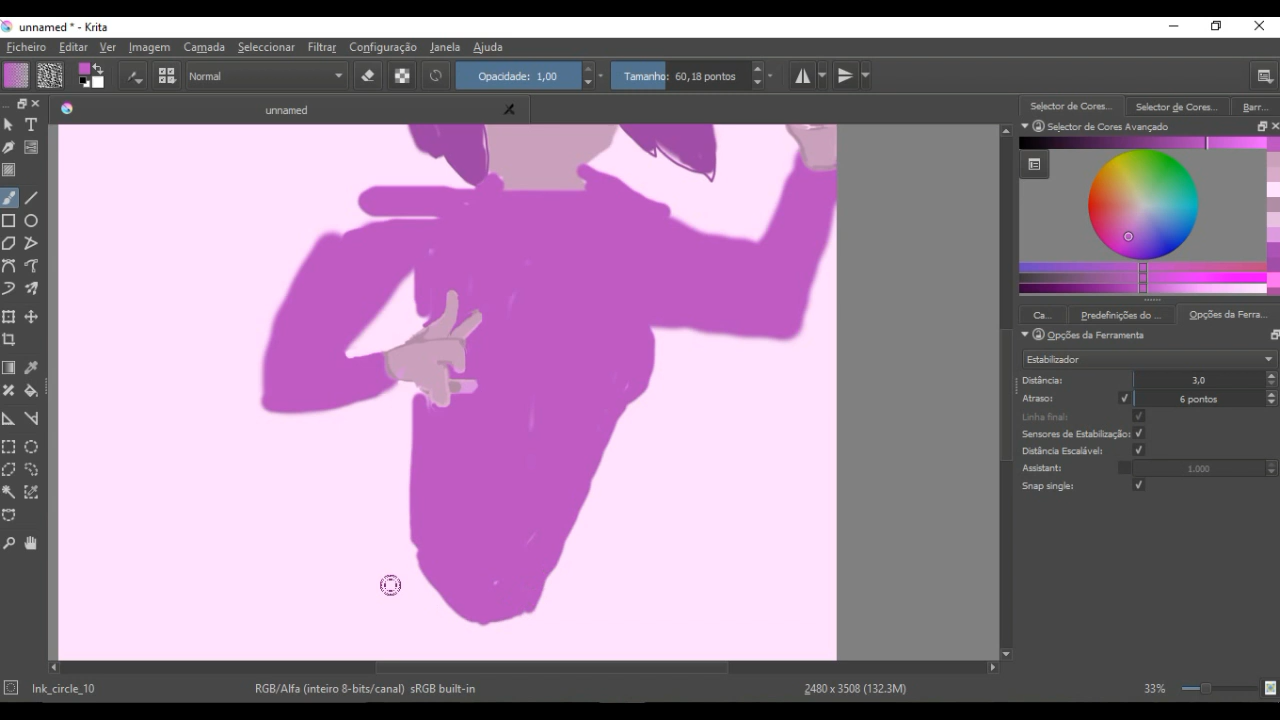 unnamed * - Krita
Ficheiro Editar Ver Imagem Camada Seleccionar Filtrar Configuração Janela Ajuda
Normal Opacidade: 1,00 Tamanho: 60,18 pontos
unnamed
Selector de Cores... Selector de Cores... Barr...
Selector de Cores Avançado
Ca... Predefinições do ... Opções da Ferra...
Opções da Ferramenta
Estabilizador
Distância: 3,0
Atraso: 6 pontos
Linha final:
Sensores de Estabilização:
Distância Escalável:
Assistant: 1.000
Snap single:
Ink_circle_10 RGB/Alfa (inteiro 8-bits/canal) sRGB built-in 2480 x 3508 (132.3M) 33%